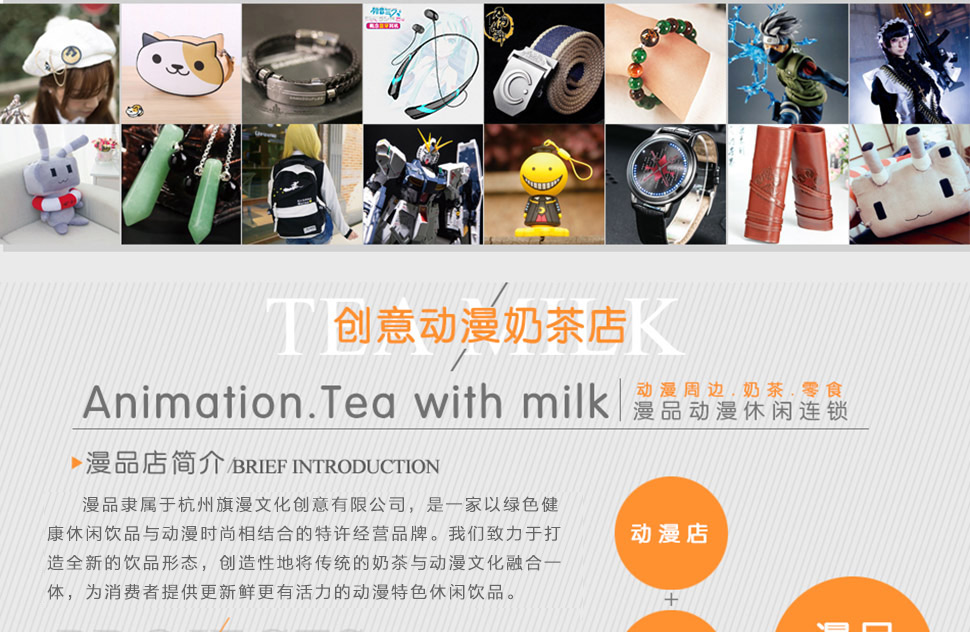 TEA MILK
创意动漫奶茶店
Animation.Tea with milk
动漫周边.奶茶.零食
漫品动漫休闲连锁
漫品店简介/BRIEF INTRODUCTION
漫品隶属于杭州旗漫文化创意有限公司，是一家以绿色健
康休闲饮品与动漫时尚相结合的特许经营品牌。我们致力于打
造全新的饮品形态，创造性地将传统的奶茶与动漫文化融合一
体，为消费者提供更新鲜更有活力的动漫特色休闲饮品。
动漫店
+